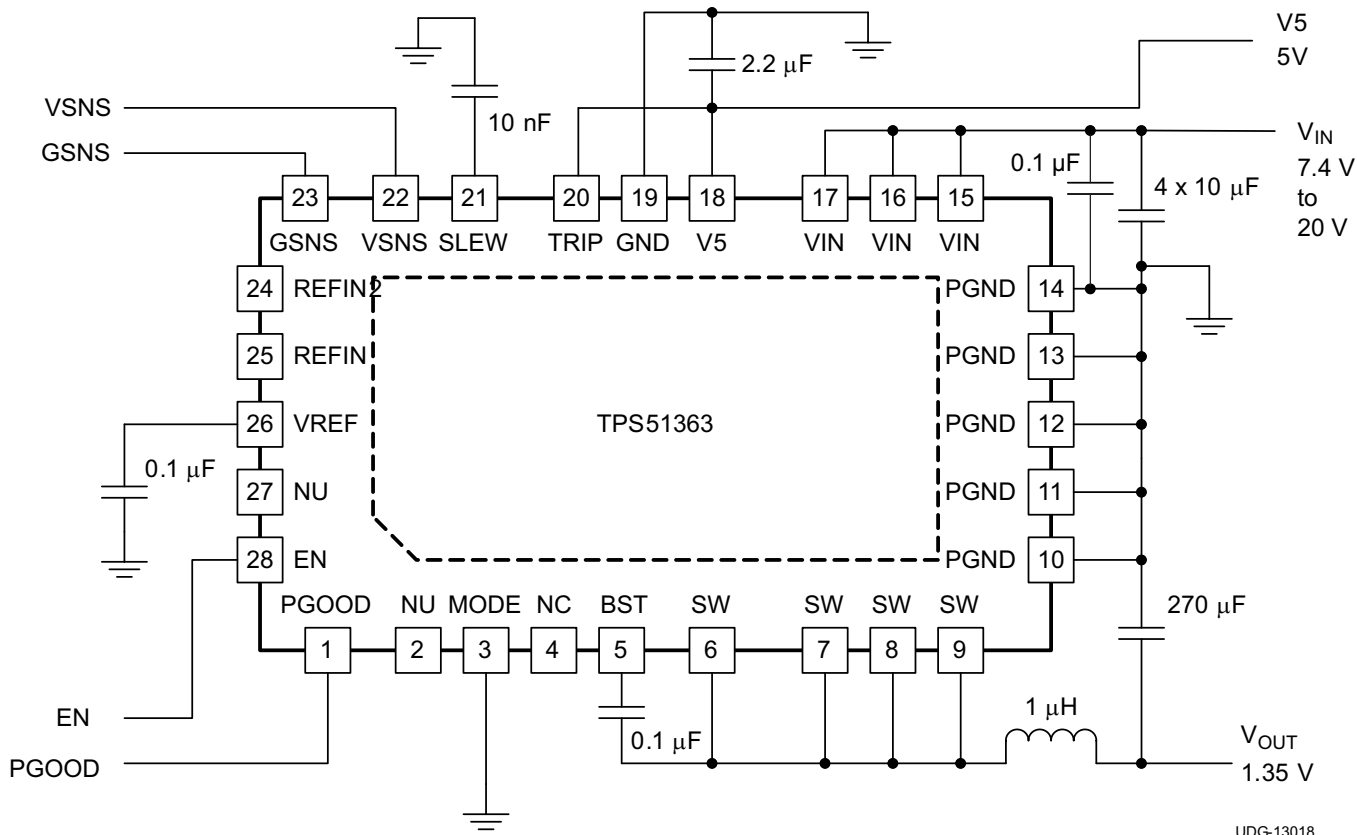 V5
5V
2.2 μF
VSNS
10 nF
GSNS
VIN
0.1 μF
7.4 V
4 x 10 μF
to
20 V
23 22 21 20 19 18 17 16 15
GSNS VSNS SLEW TRIP GND V5 VIN VIN VIN
24 REFIN2 PGND 14
25 REFIN PGND 13
26 VREF TPS51363 PGND 12
0.1 μF
27 NU PGND 11
28 EN PGND 10
PGOOD NU MODE NC BST SW SW SW SW
270 μF
1 2 3 4 5 6 7 8 9
EN
1 μH
0.1 μF
VOUT
PGOOD
1.35 V
UDG-13018